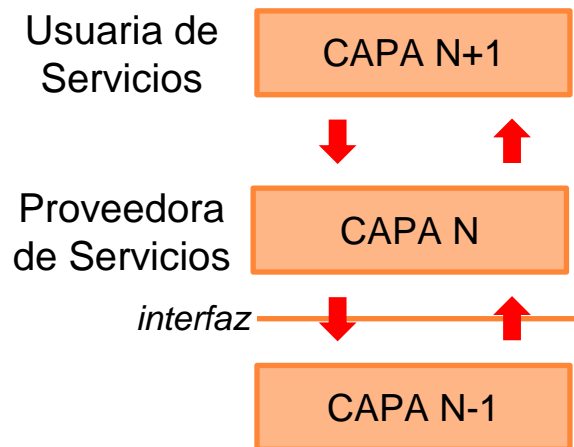 Usuaria de
Servicios
CAPA N+1
Proveedora
de Servicios
CAPA N
interfaz
CAPA N-1